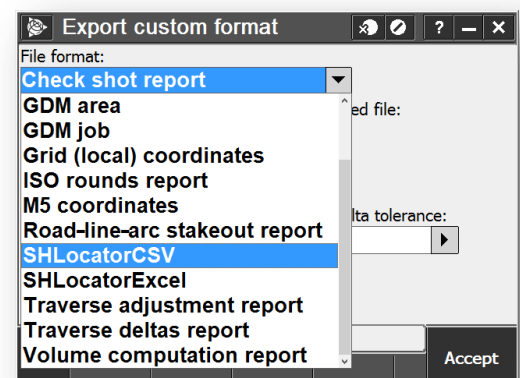 Export custom format
? – ×
File format:
Check shot report
GDM area
ed file:
GDM job
Grid (local) coordinates
ISO rounds report
M5 coordinates
lta tolerance:
Road-line-arc stakeout report
SHLocatorCSV
SHLocatorExcel
Traverse adjustment report
Traverse deltas report
Volume computation report
Accept